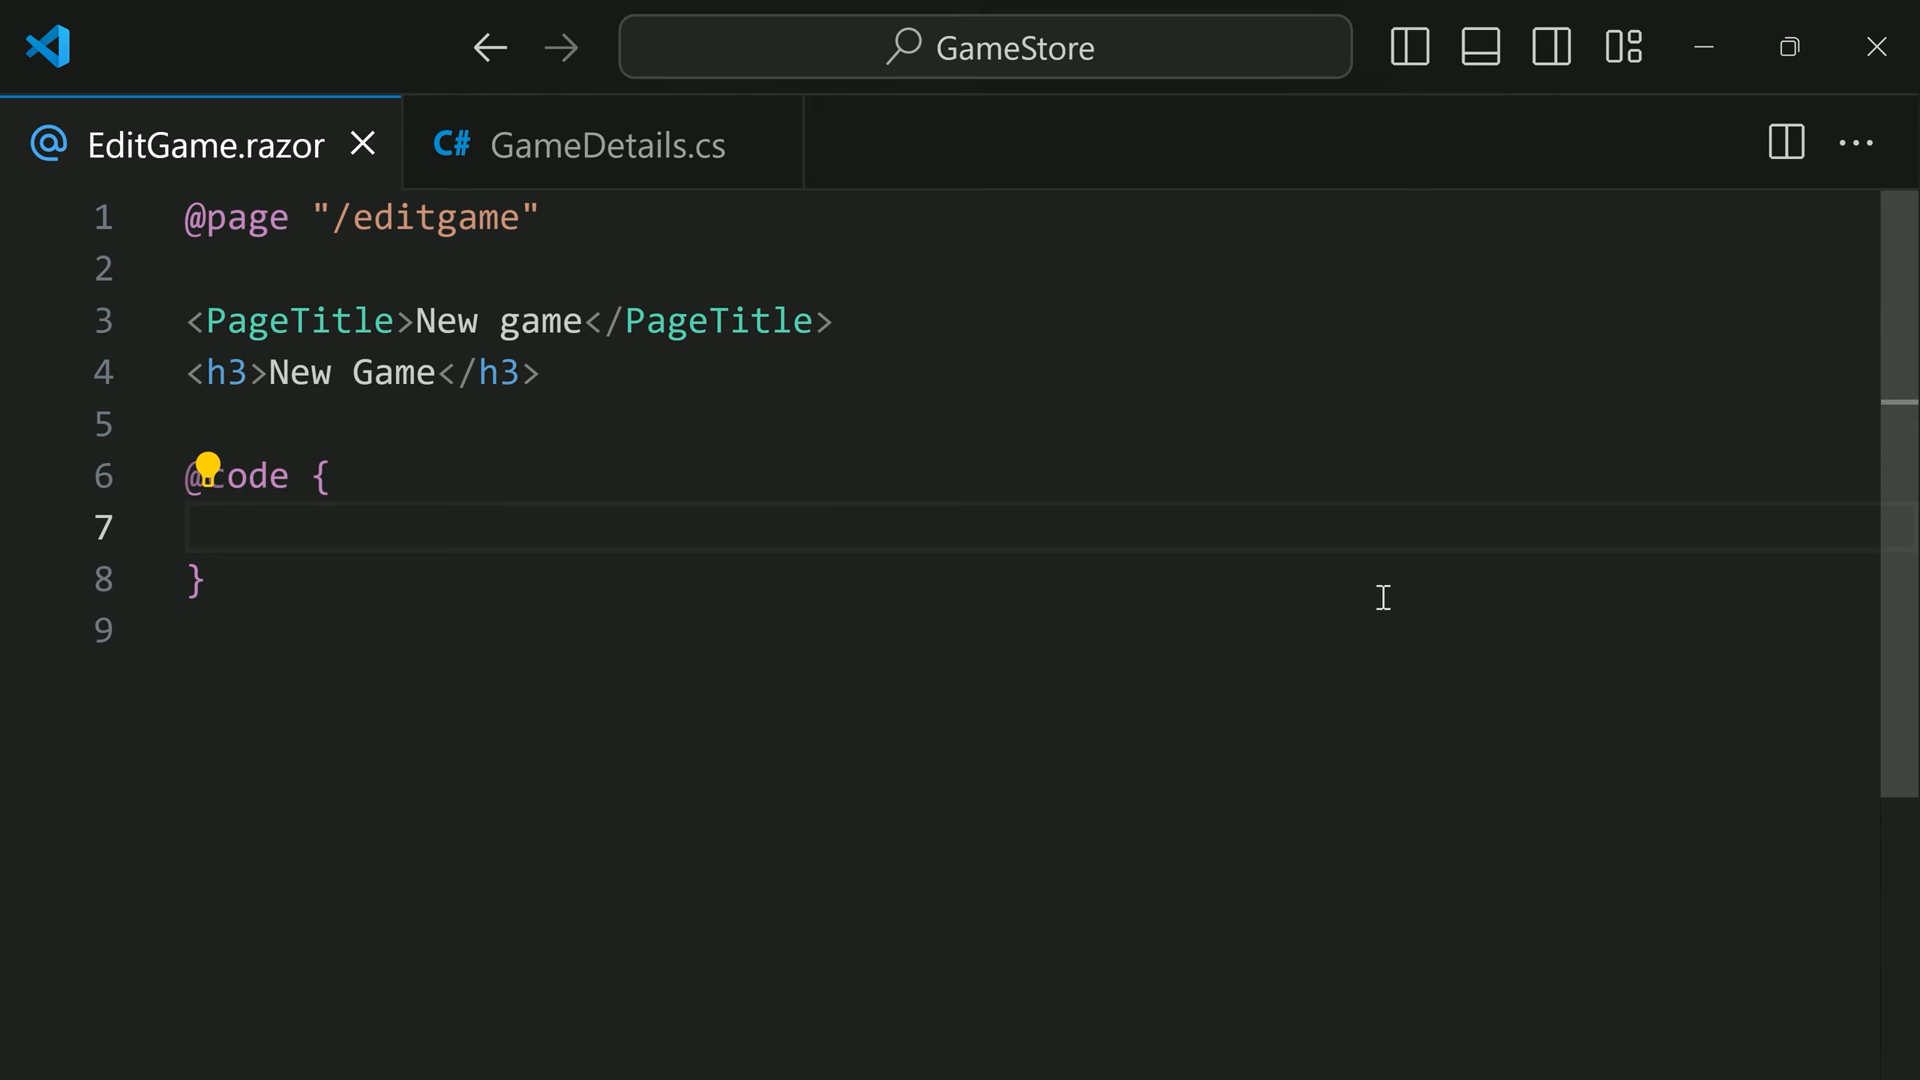 GameStore
EditGame.razor
C# GameDetails.cs
1 @page "/editgame"
2
3 <PageTitle>New game</PageTitle>
4 <h3>New Game</h3>
5
6 @code {
7
8 }
9